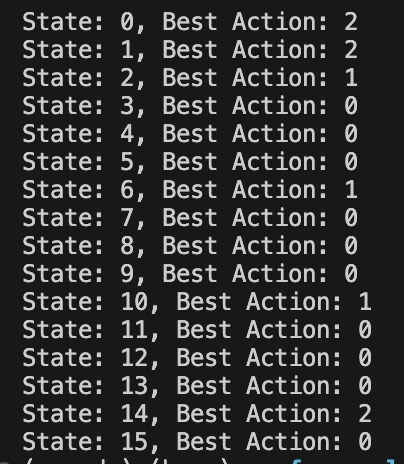 State: 0, Best Action: 2
State: 1, Best Action: 2
State: 2, Best Action: 1
State: 3, Best Action: 0
State: 4, Best Action: 0
State: 5, Best Action: 0
State: 6, Best Action: 1
State: 7, Best Action: 0
State: 8, Best Action: 0
State: 9, Best Action: 0
State: 10, Best Action: 1
State: 11, Best Action: 0
State: 12, Best Action: 0
State: 13, Best Action: 0
State: 14, Best Action: 2
State: 15, Best Action: 0